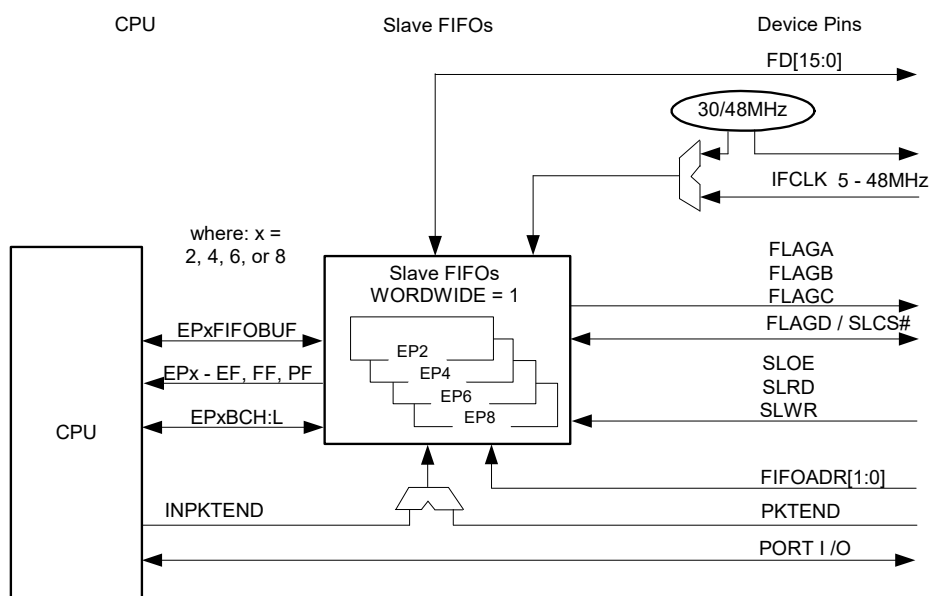 CPU
Slave FIFOs
Device Pins
FD[15:0]
30/48MHz
IFCLK 5 - 48MHz
where: x =
2, 4, 6, or 8
Slave FIFOs
WORDWIDE = 1
FLAGA
FLAGB
FLAGC
FLAGD / SLCS#
EPxFIFOBUF
EP2
EPx - EF, FF, PF
EP4
EP6
EP8
SLOE
SLRD
SLWR
EPxBCH:L
CPU
FIFOADR[1:0]
INPKTEND
PKTEND
PORT I /O